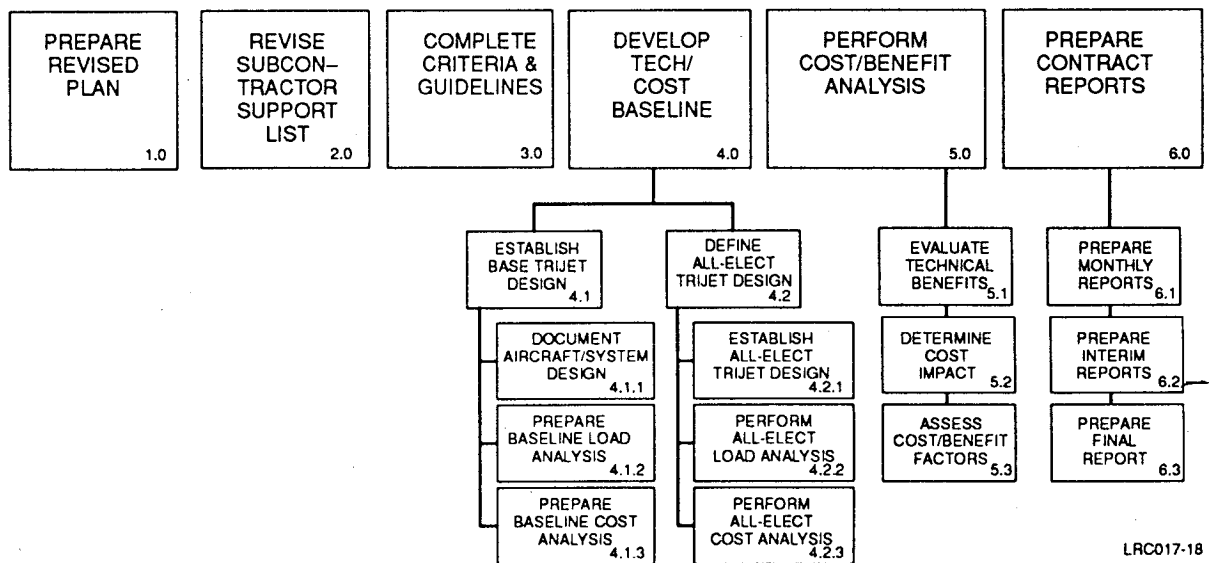 PREPARE
REVISED
PLAN
1.0
REVISE
SUBCON–
TRACTOR
SUPPORT
LIST
2.0
COMPLETE
CRITERIA &
GUIDELINES
3.0
DEVELOP
TECH/
COST
BASELINE
4.0
PERFORM
COST/BENEFIT
ANALYSIS
5.0
PREPARE
CONTRACT
REPORTS
6.0
ESTABLISH
BASE TRIJET
DESIGN
4.1
DOCUMENT
AIRCRAFT/SYSTEM
DESIGN
4.1.1
PREPARE
BASELINE LOAD
ANALYSIS
4.1.2
PREPARE
BASELINE COST
ANALYSIS
4.1.3
DEFINE
ALL-ELECT
TRIJET DESIGN
4.2
ESTABLISH
ALL-ELECT
TRIJET DESIGN
4.2.1
PERFORM
ALL-ELECT
LOAD ANALYSIS
4.2.2
PERFORM
ALL-ELECT
COST ANALYSIS
4.2.3
EVALUATE
TECHNICAL
BENEFITS
5.1
DETERMINE
COST
IMPACT
5.2
ASSESS
COST/BENEFIT
FACTORS
5.3
PREPARE
MONTHLY
REPORTS
6.1
PREPARE
INTERIM
REPORTS
6.2
PREPARE
FINAL
REPORT
6.3
LRC017-18